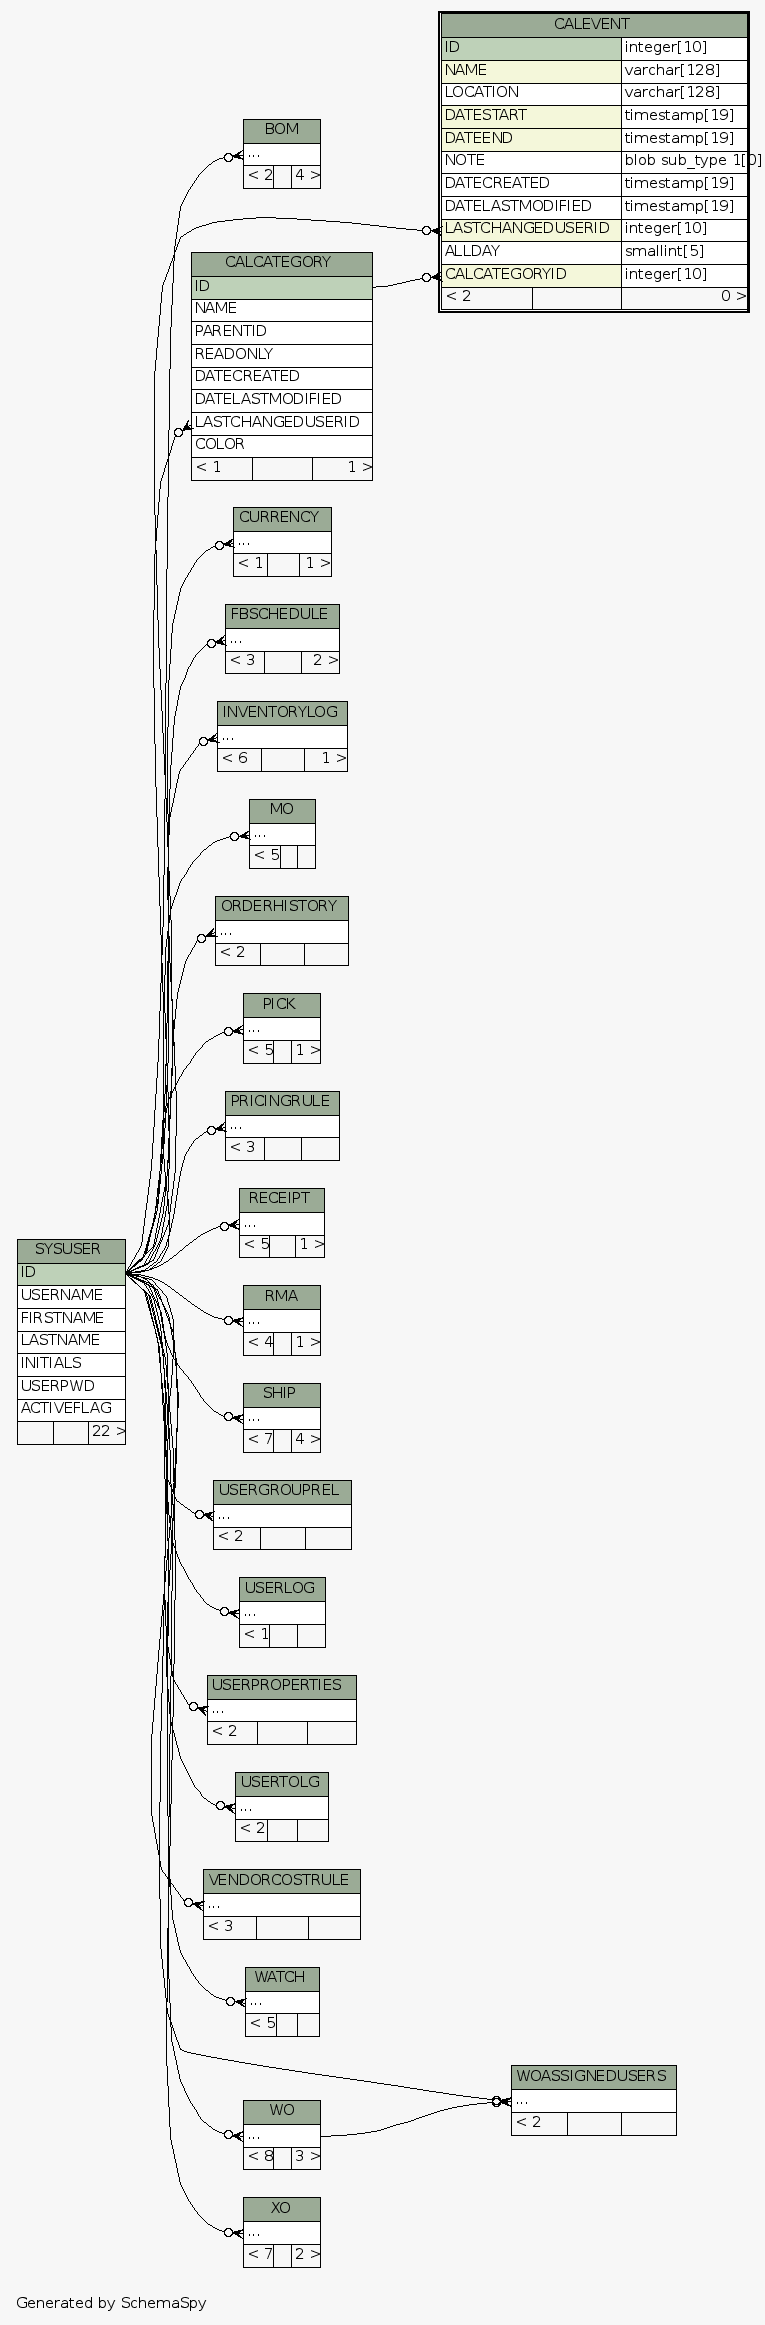 CALEVENT
ID integer[10]
NAME varchar[128]
LOCATION varchar[128]
DATESTART timestamp[19]
DATEEND timestamp[19]
NOTE blob sub_type 1[0]
DATECREATED timestamp[19]
DATELASTMODIFIED timestamp[19]
LASTCHANGEDUSERID integer[10]
ALLDAY smallint[5]
CALCATEGORYID integer[10]
< 2 0 >
BOM
...
< 2 4 >
CALCATEGORY
ID
NAME
PARENTID
READONLY
DATECREATED
DATELASTMODIFIED
LASTCHANGEDUSERID
COLOR
< 1 1 >
CURRENCY
...
< 1 1 >
FBSCHEDULE
...
< 3 2 >
INVENTORYLOG
...
< 6 1 >
MO
...
< 5
ORDERHISTORY
...
< 2
PICK
...
< 5 1 >
PRICINGRULE
...
< 3
RECEIPT
...
< 5 1 >
SYSUSER
ID
USERNAME
FIRSTNAME
LASTNAME
INITIALS
USERPWD
ACTIVEFLAG
22 >
RMA
...
< 4 1 >
SHIP
...
< 7 4 >
USERGROUPREL
...
< 2
USERLOG
...
< 1
USERPROPERTIES
...
< 2
USERTOLG
...
< 2
VENDORCOSTRULE
...
< 3
WATCH
...
< 5
WOASSIGNEDUSERS
...
< 2
WO
...
< 8 3 >
XO
...
< 7 2 >
Generated by SchemaSpy